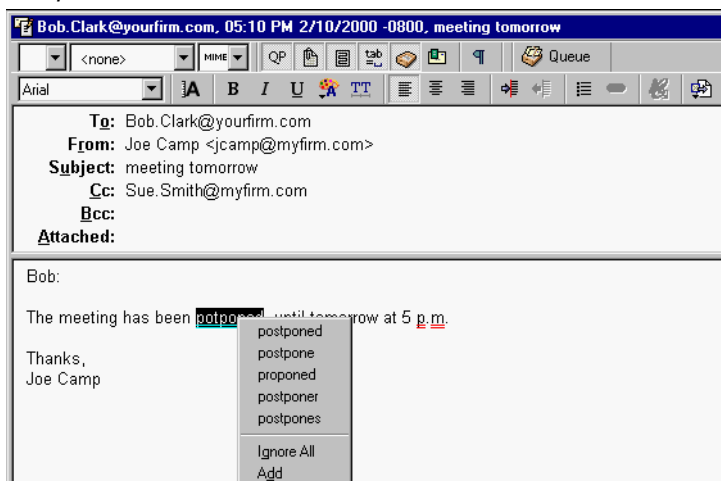 Bob.Clark@yourfirm.com, 05:10 PM 2/10/2000 -0800, meeting tomorrow
<none> MIME QP tab Queue
Arial A B I U A TT
To: Bob.Clark@yourfirm.com
From: Joe Camp <jcamp@myfirm.com>
Subject: meeting tomorrow
Cc: Sue.Smith@myfirm.com
Bcc:
Attached:
Bob:
The meeting has been potponed until tomorrow at 5 p.m.
postponed
postpone
proponed
postponer
postpones
Ignore All
Add
Thanks,
Joe Camp